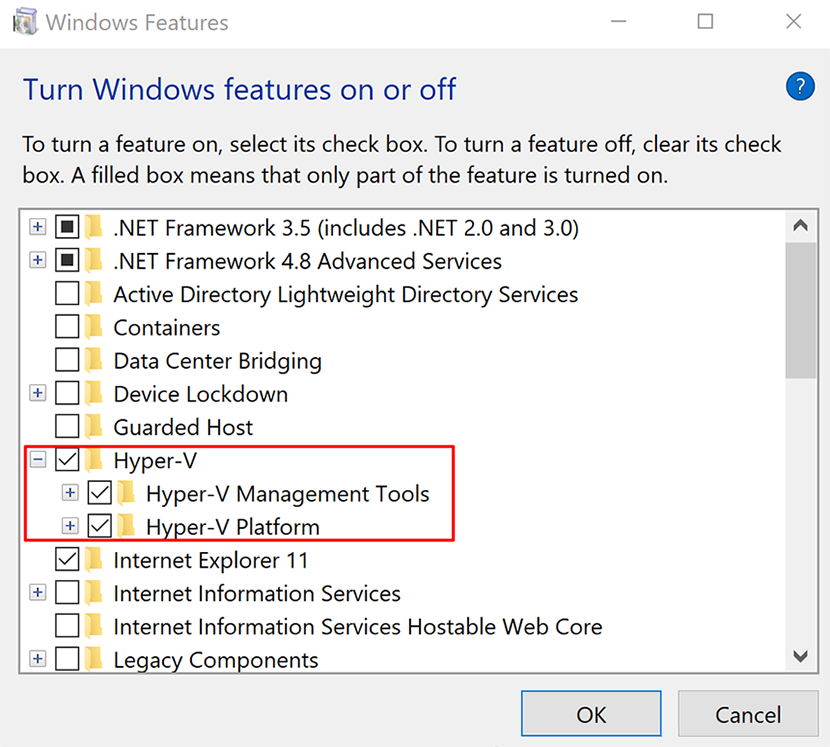 Windows Features
Turn Windows features on or off
?
To turn a feature on, select its check box. To turn a feature off, clear its check
box. A filled box means that only part of the feature is turned on.
.NET Framework 3.5 (includes .NET 2.0 and 3.0)
.NET Framework 4.8 Advanced Services
Active Directory Lightweight Directory Services
Containers
Data Center Bridging
Device Lockdown
Guarded Host
Hyper-V
Hyper-V Management Tools
Hyper-V Platform
Internet Explorer 11
Internet Information Services
Internet Information Services Hostable Web Core
Legacy Components
OK
Cancel